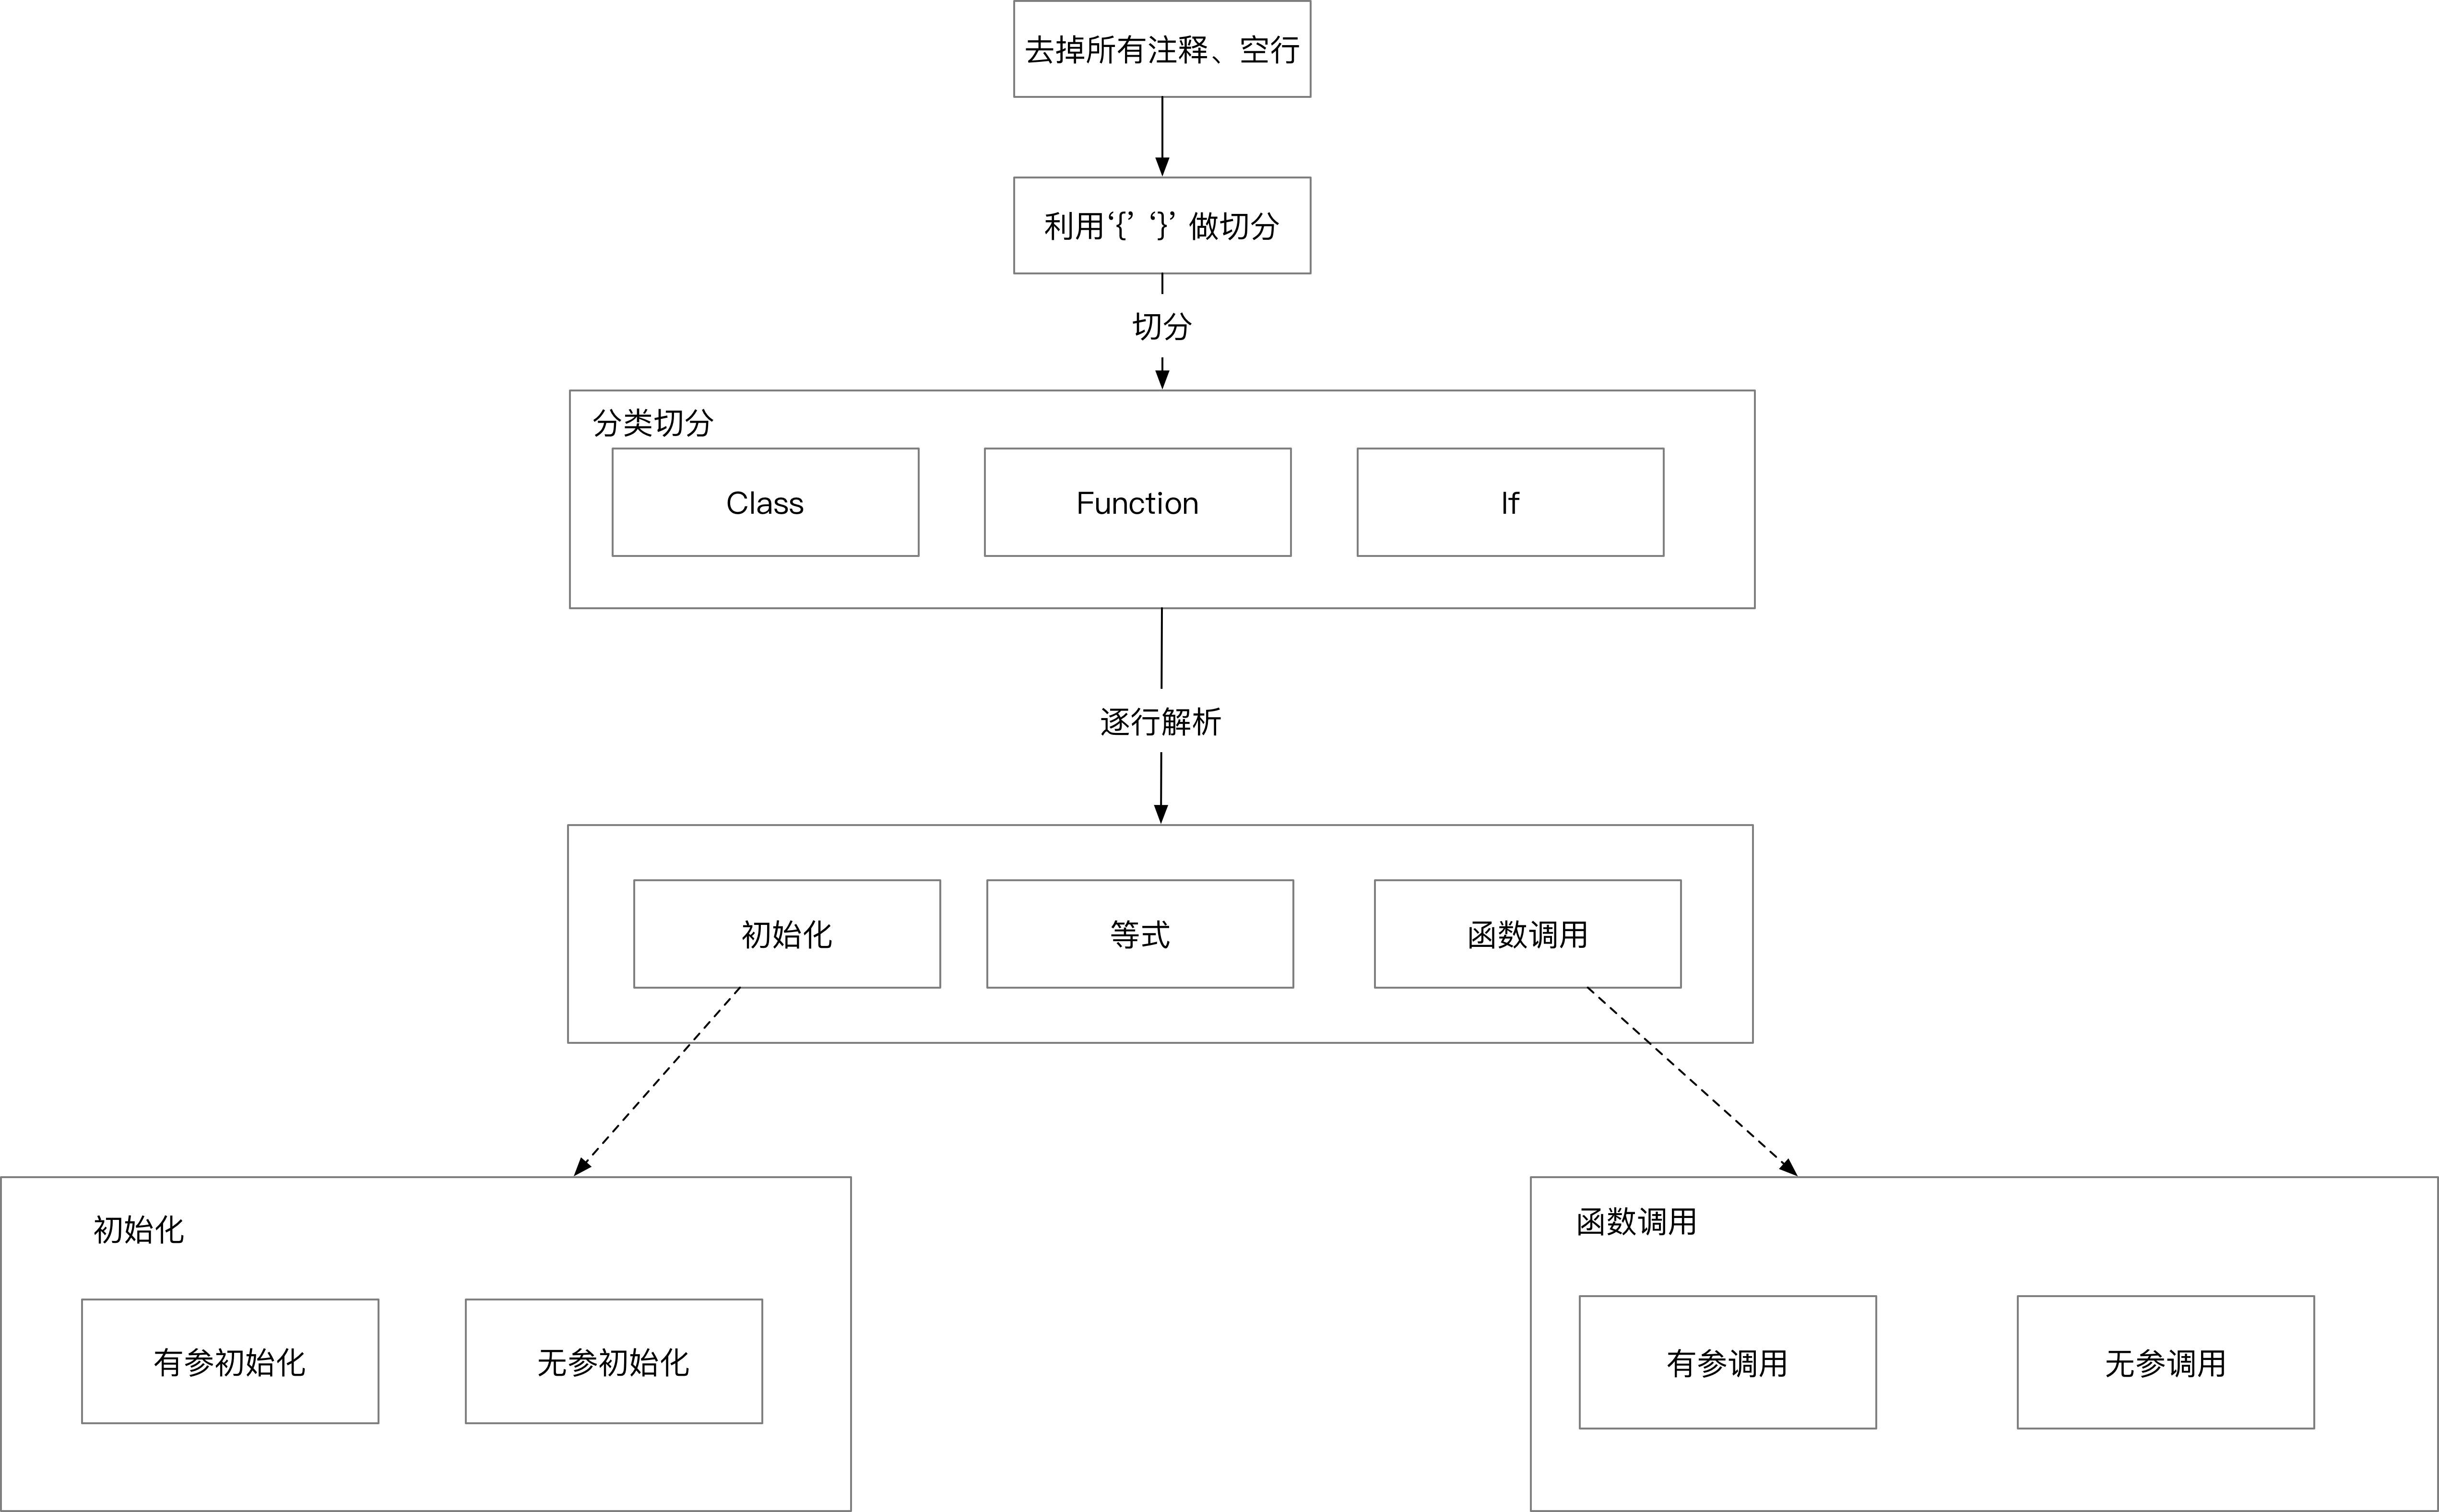 去掉所有注释、空行
利用‘{’ ‘}’ 做切分
切分
分类切分
Class
Function
If
逐行解析
初始化
等式
函数调用
初始化
有参初始化
无参初始化
函数调用
有参调用
无参调用